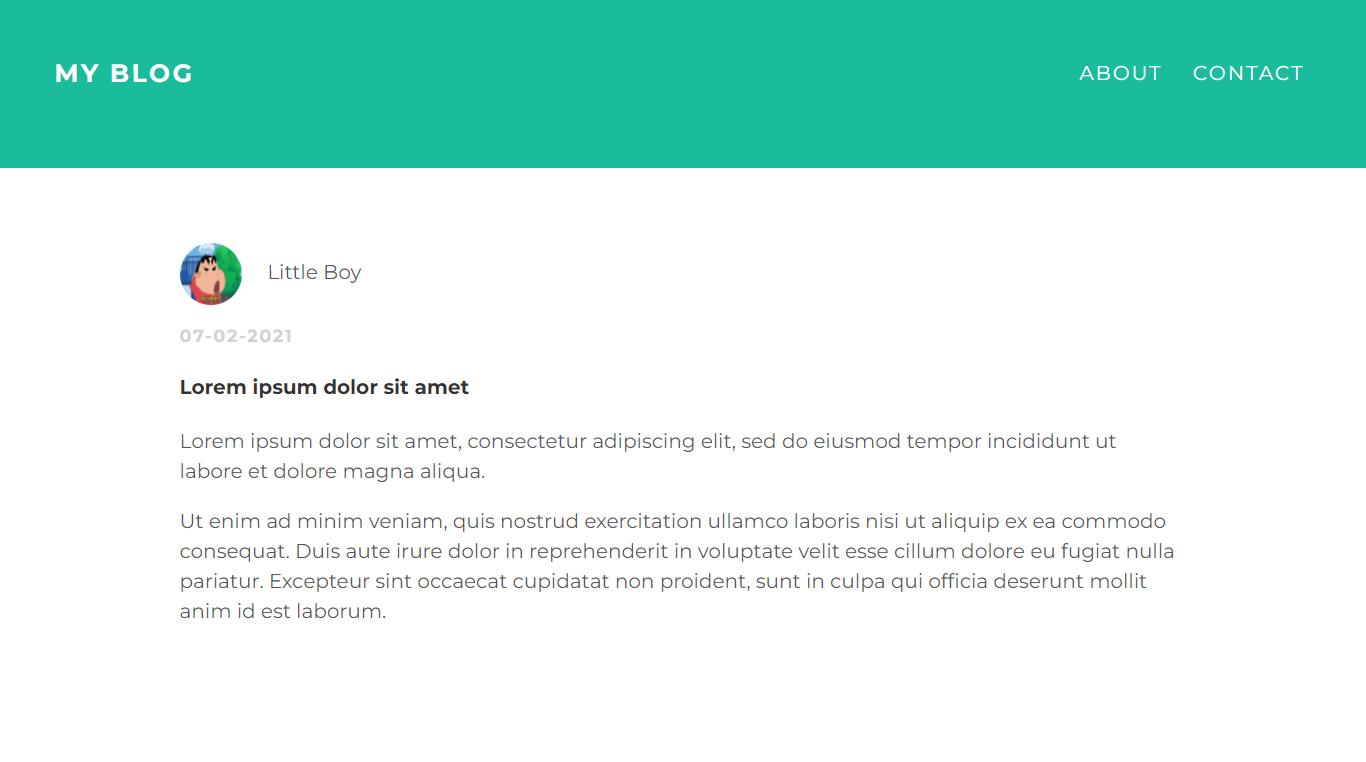 MY BLOG
ABOUT CONTACT
Little Boy
07-02-2021
Lorem ipsum dolor sit amet
Lorem ipsum dolor sit amet, consectetur adipiscing elit, sed do eiusmod tempor incididunt ut
labore et dolore magna aliqua.
Ut enim ad minim veniam, quis nostrud exercitation ullamco laboris nisi ut aliquip ex ea commodo
consequat. Duis aute irure dolor in reprehenderit in voluptate velit esse cillum dolore eu fugiat nulla
pariatur. Excepteur sint occaecat cupidatat non proident, sunt in culpa qui officia deserunt mollit
anim id est laborum.